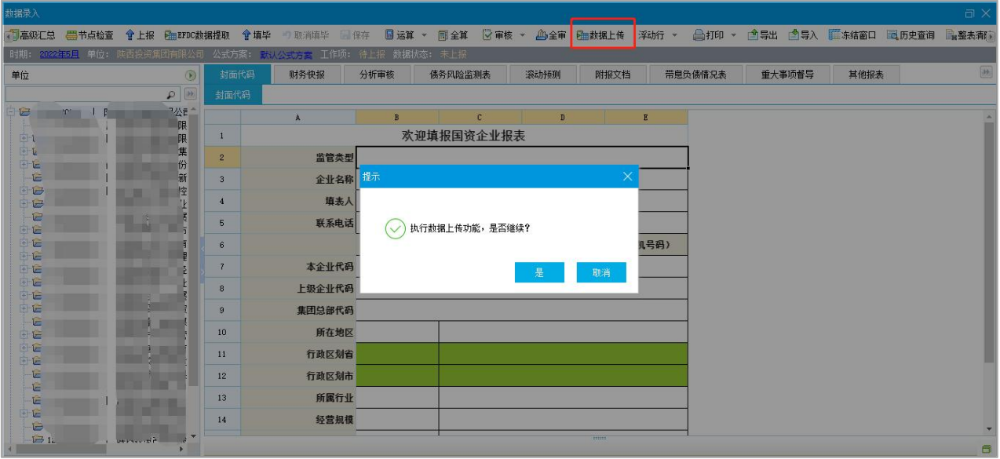 数据录入
高级汇总 节点检查 上报 EFDC数据提取 填毕 取消填毕 保存 运算 全算 审核 全审 数据上传 浮动行 打印 导出 导入 冻结窗口 历史查询 整表清
时期: 2022年5月 单位: 陕西投资集团有限公司 公式方案: 默认公式方案 工作项: 待上报 数据状态: 未上报
单位
封面代码 财务快报 分析审核 债务风险监测表 滚动预测 附报文档 带息负债情况表 重大事项督导 其他报表
封面代码
A B C D E
1 欢迎填报国资企业报表
2 监管类型
3 企业名称
4 填表人
5 联系电话
6 机号码)
7 本企业代码
8 上级企业代码
9 集团总部代码
10 所在地区
11 行政区划省
12 行政区划市
13 所属行业
14 经营规模
提示
执行数据上传功能，是否继续?
是 取消